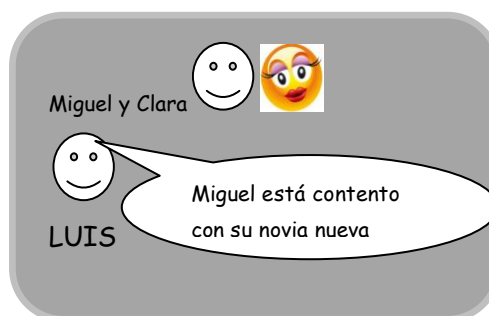 Miguel y Clara
Miguel está contento
con su novia nueva
LUIS